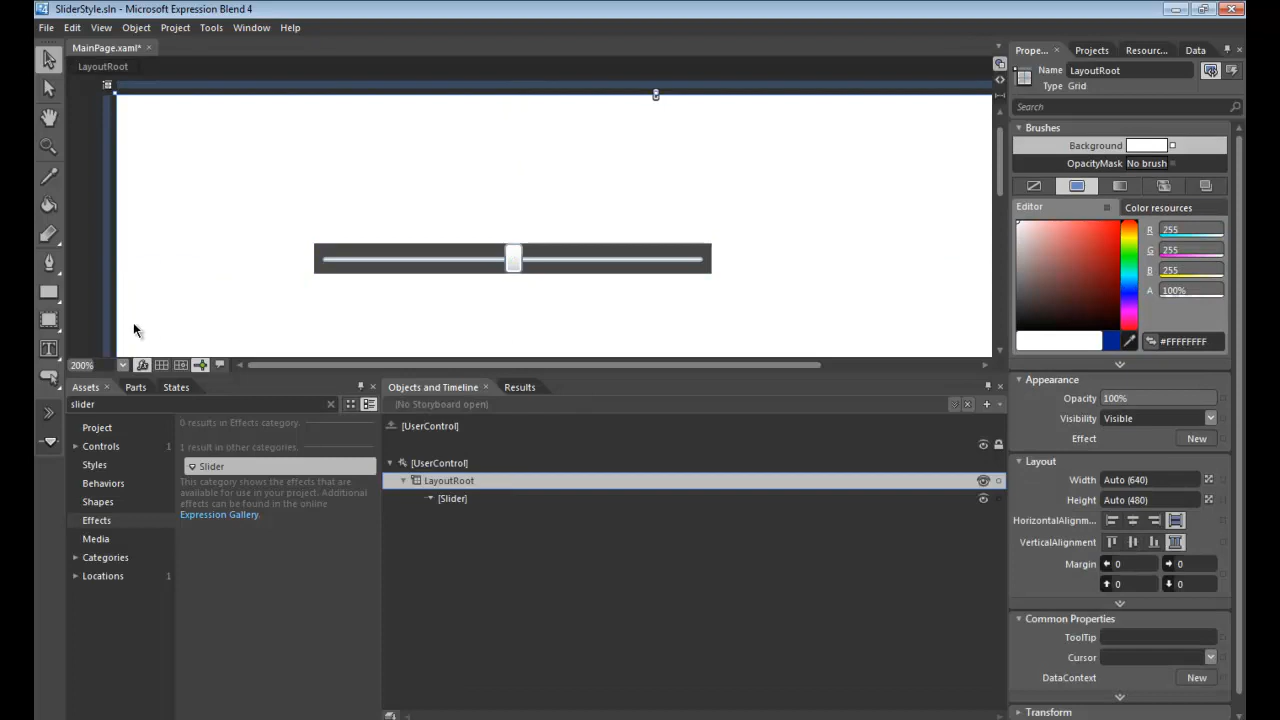 SliderStyle.sln - Microsoft Expression Blend 4
File Edit View Object Project Tools Window Help
MainPage.xaml*
LayoutRoot
200%
Assets Parts States
slider
Project
Controls 1
Styles
Behaviors
Shapes
Effects
Media
Categories
Locations 1
0 results in Effects category.
1 result in other categories.
Slider
This category shows the effects that are
available for use in your project. Additional
effects can be found in the online
Expression Gallery.
Objects and Timeline Results
(No Storyboard open)
[UserControl]
[UserControl]
LayoutRoot
[Slider]
Prope... Projects Resourc... Data
Name LayoutRoot
Type Grid
Search
Brushes
Background
OpacityMask No brush
Editor Color resources
R 255
G 255
B 255
A 100%
#FFFFFFFF
Appearance
Opacity 100%
Visibility Visible
Effect New
Layout
Width Auto (640)
Height Auto (480)
HorizontalAlignm...
VerticalAlignment
Margin 0 0
0 0
Common Properties
ToolTip
Cursor
DataContext New
Transform